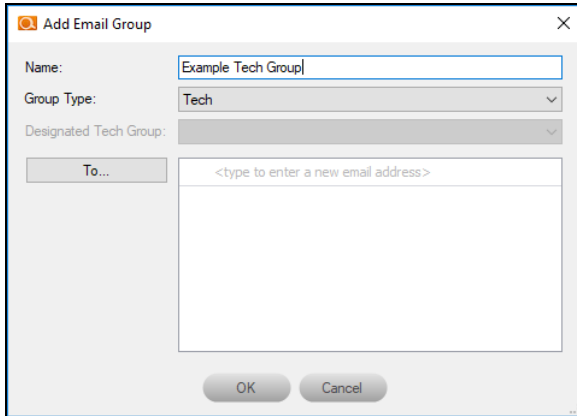 Add Email Group
Name: Example Tech Group
Group Type: Tech
Designated Tech Group:
To... <type to enter a new email address>
OK Cancel